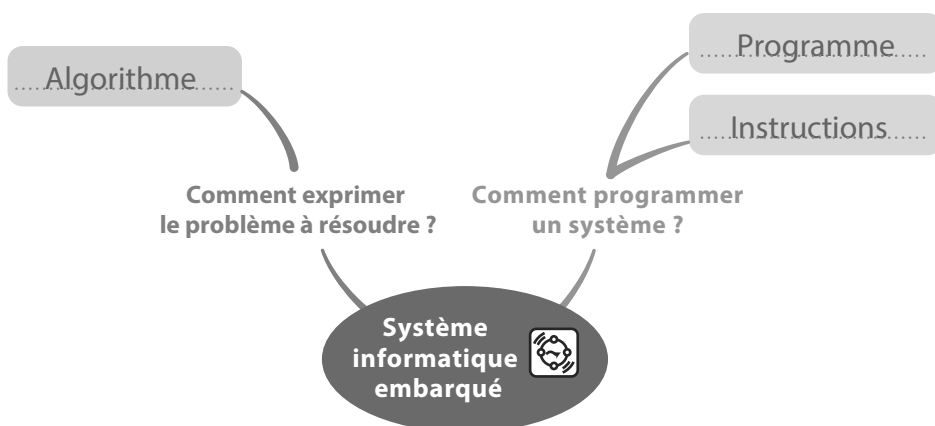 Algorithme
Programme
Instructions
Comment exprimer
le problème à résoudre ?
Comment programmer
un système ?
Système
informatique
embarqué